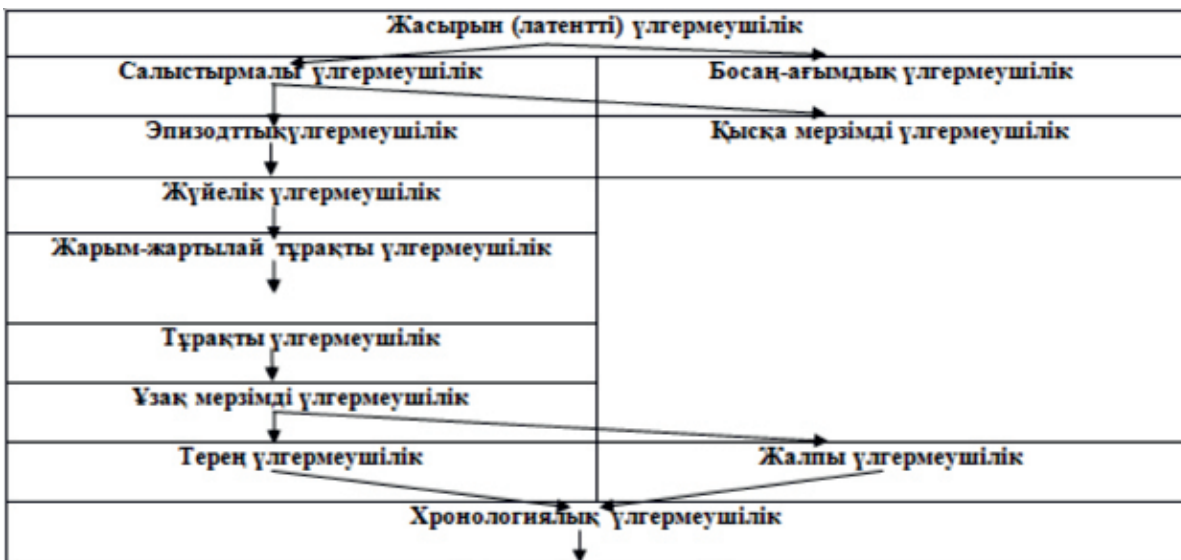 Жасырын (латентті) үлгермеушілік
Салыстырмалы үлгермеушілік
Босаң-ағымдық үлгермеушілік
Эпизодттықүлгермеушілік
Қысқа мерзімді үлгермеушілік
Жүйелік үлгермеушілік
Жарым-жартылай тұрақты үлгермеушілік
Тұрақты үлгермеушілік
Ұзақ мерзімді үлгермеушілік
Терең үлгермеушілік
Жалпы үлгермеушілік
Хронологиялық үлгермеушілік